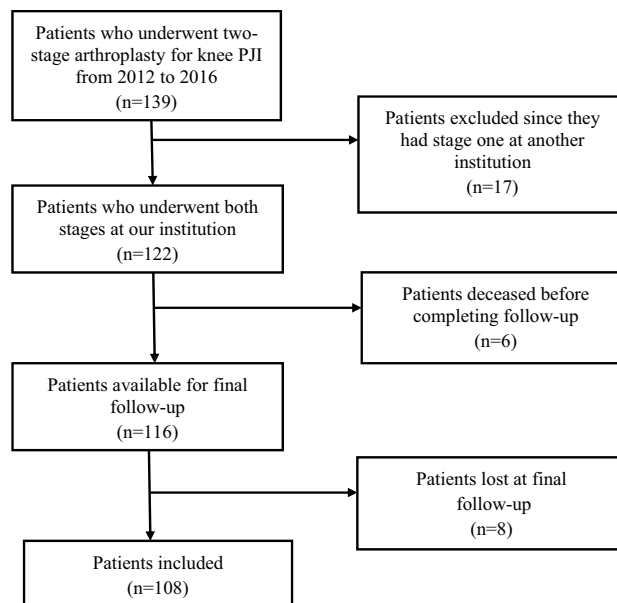 Patients who underwent two-
stage arthroplasty for knee PJI
from 2012 to 2016
(n=139)
Patients excluded since they
had stage one at another
institution
(n=17)
Patients who underwent both
stages at our institution
(n=122)
Patients deceased before
completing follow-up
(n=6)
Patients available for final
follow-up
(n=116)
Patients lost at final
follow-up
(n=8)
Patients included
(n=108)